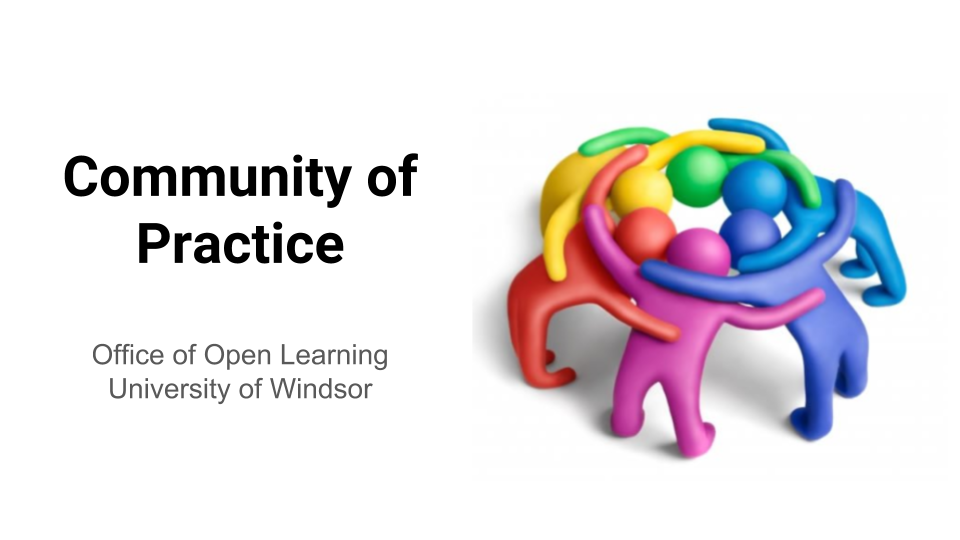 Community of
Practice
Office of Open Learning
University of Windsor